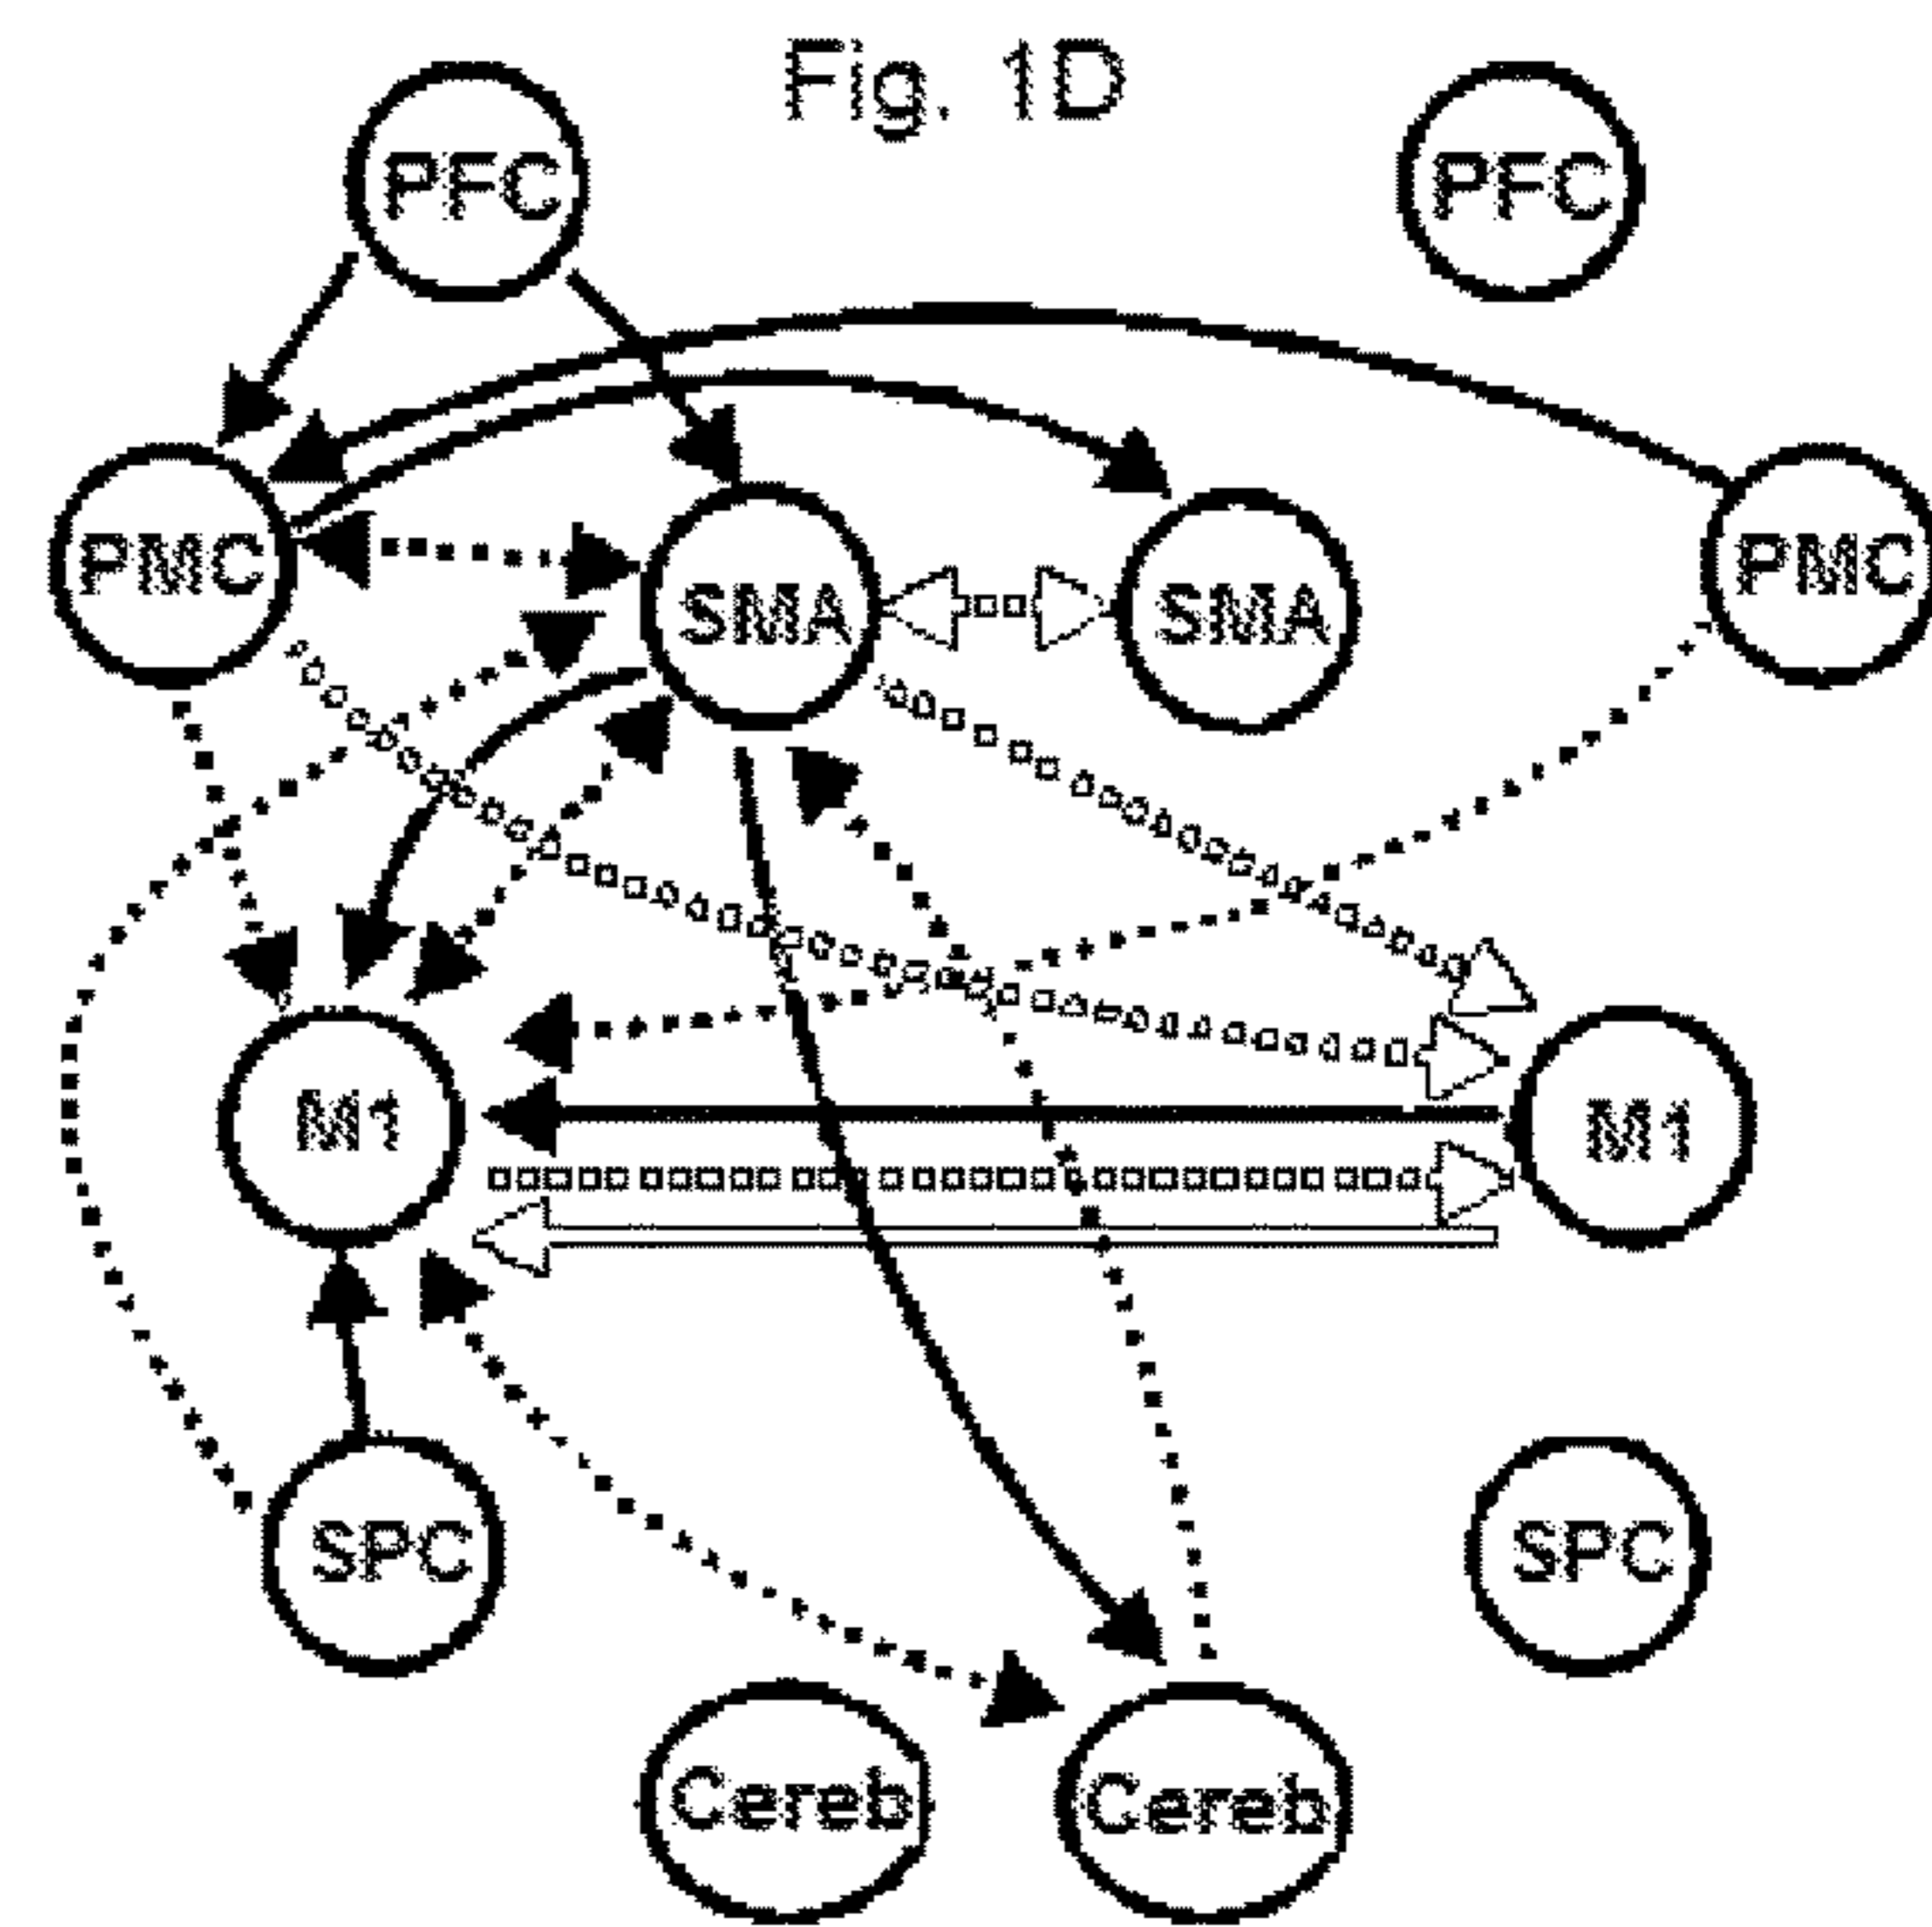 Fig. 1D
PFC
PFC
PMC
SMA
SMA
PMC
M1
M1
SPC
SPC
Cereb
Cereb